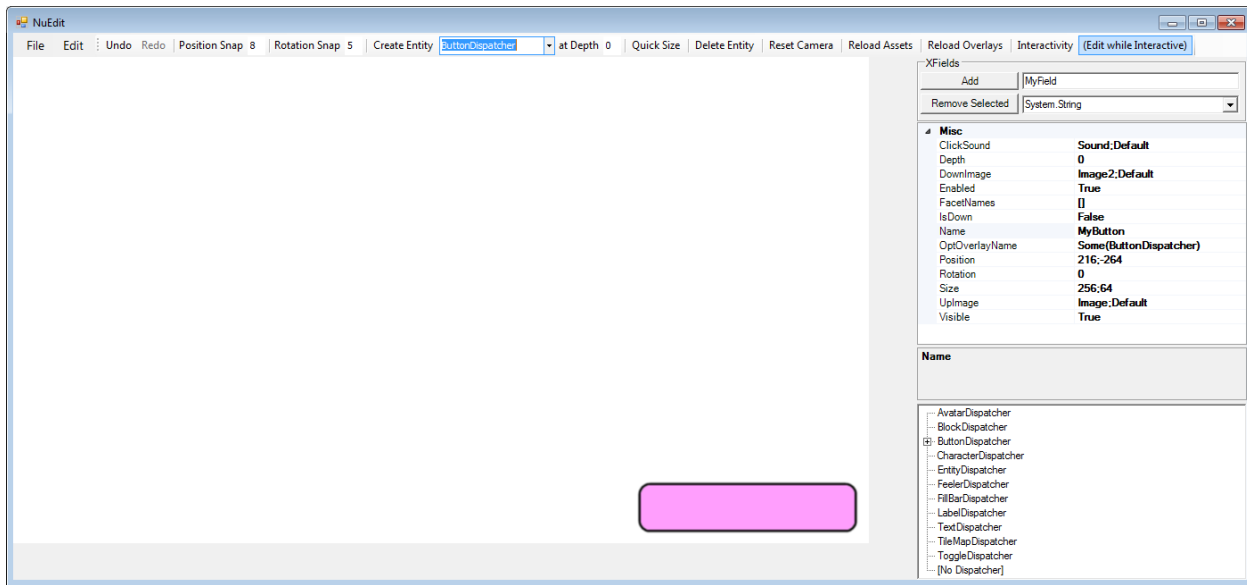 NuEdit
File Edit Undo Redo Position Snap 8 Rotation Snap 5 Create Entity ButtonDispatcher at Depth 0 Quick Size Delete Entity Reset Camera Reload Assets Reload Overlays Interactivity (Edit while Interactive)
XFields
Add MyField
Remove Selected System.String
Misc
ClickSound Sound;Default
Depth 0
DownImage Image2;Default
Enabled True
FacetNames []
IsDown False
Name MyButton
OptOverlayName Some(ButtonDispatcher)
Position 216;-264
Rotation 0
Size 256;64
UpImage Image;Default
Visible True
Name
AvatarDispatcher
BlockDispatcher
ButtonDispatcher
CharacterDispatcher
EntityDispatcher
FeelerDispatcher
FillBarDispatcher
LabelDispatcher
TextDispatcher
TileMapDispatcher
ToggleDispatcher
[No Dispatcher]